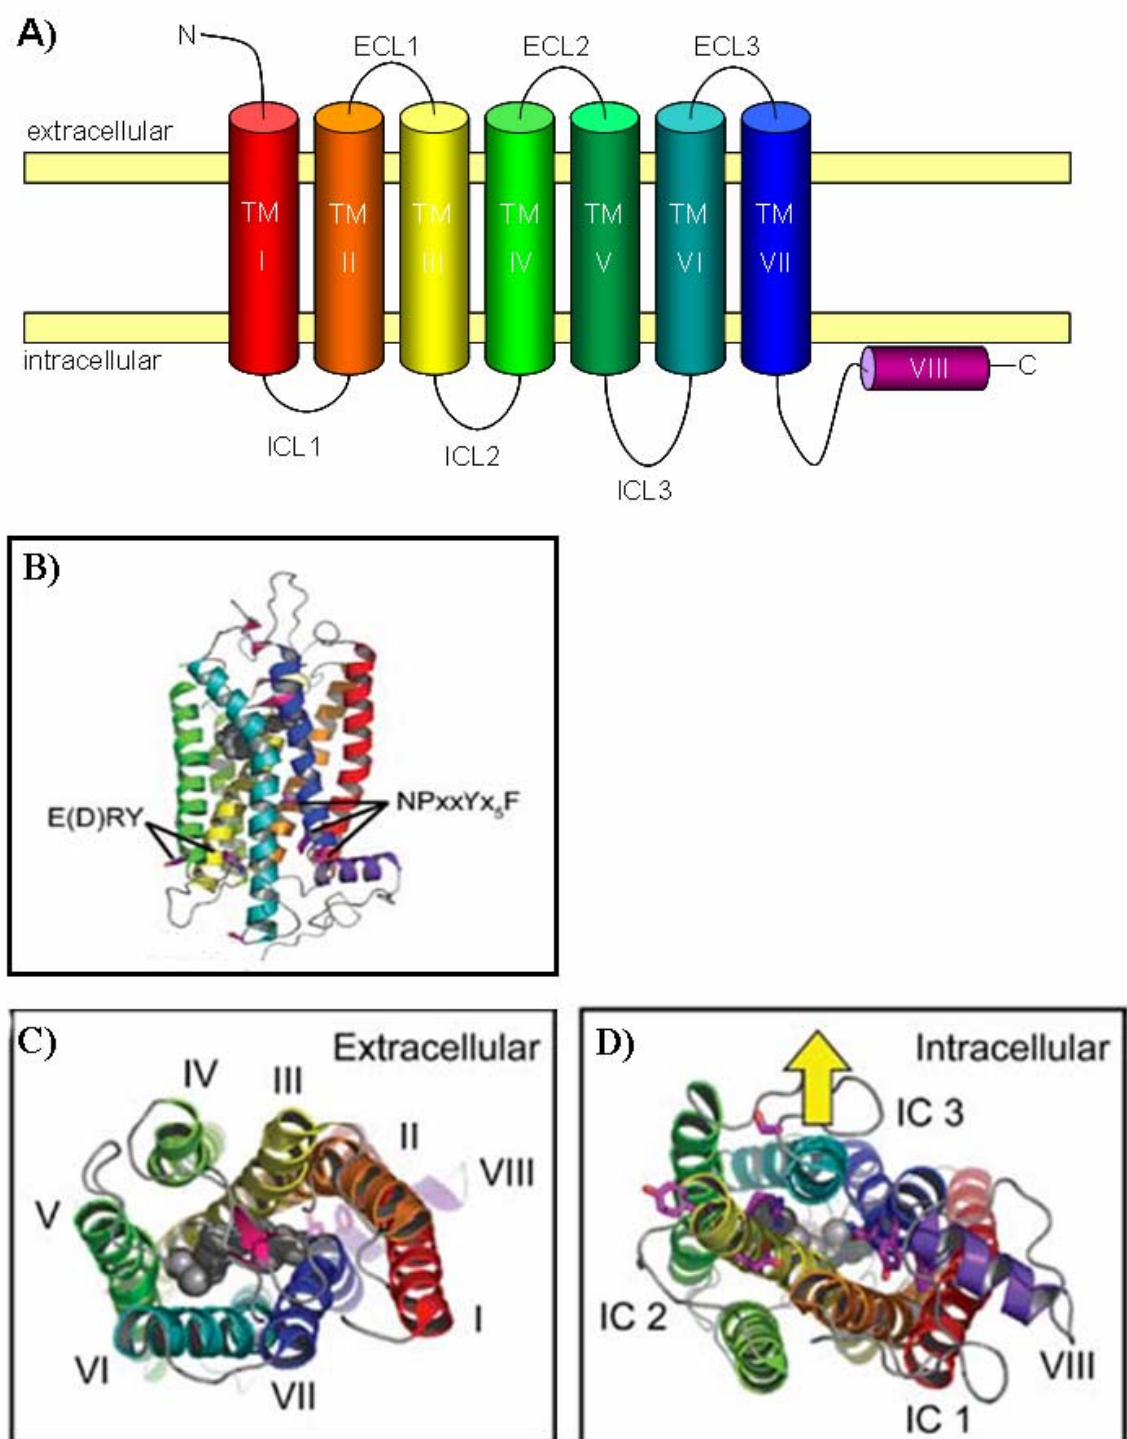 A)
N
ECL1
ECL2
ECL3
extracellular
TM I
TM II
TM III
TM IV
TM V
TM VI
TM VII
intracellular
VIII
C
ICL1
ICL2
ICL3
B)
E(D)RY
NPxxYx₅F
C)
Extracellular
IV
III
II
VIII
V
I
VI
VII
D)
Intracellular
IC 3
IC 2
VIII
IC 1